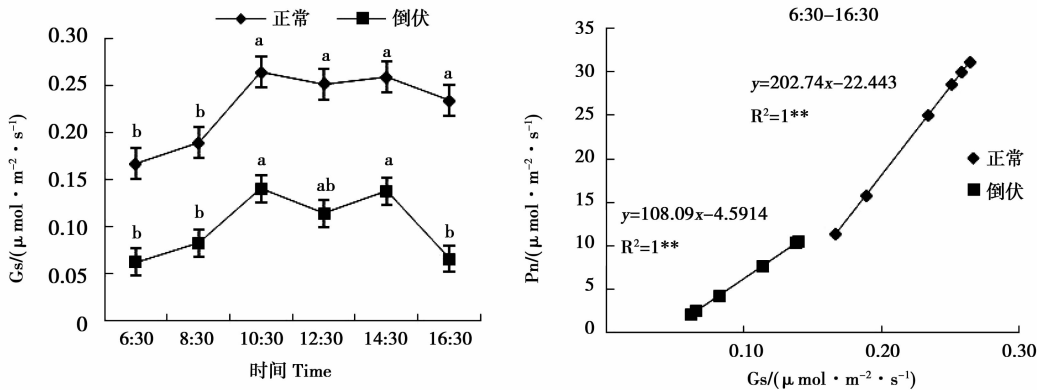 正常 倒伏
Gs/(μ mol·m⁻²·s⁻¹)
0.30
0.25
0.20
0.15
0.10
0.05
0
b b a a a a
b b a ab a b
6:30 8:30 10:30 12:30 14:30 16:30
时间 Time
6:30-16:30
Pn/(μ mol·m⁻²·s⁻¹)
35
30
25
20
15
10
5
0
y=202.74x-22.443
R²=1**
正常
倒伏
y=108.09x-4.5914
R²=1**
0.10 0.20 0.30
Gs/(μ mol·m⁻²·s⁻¹)